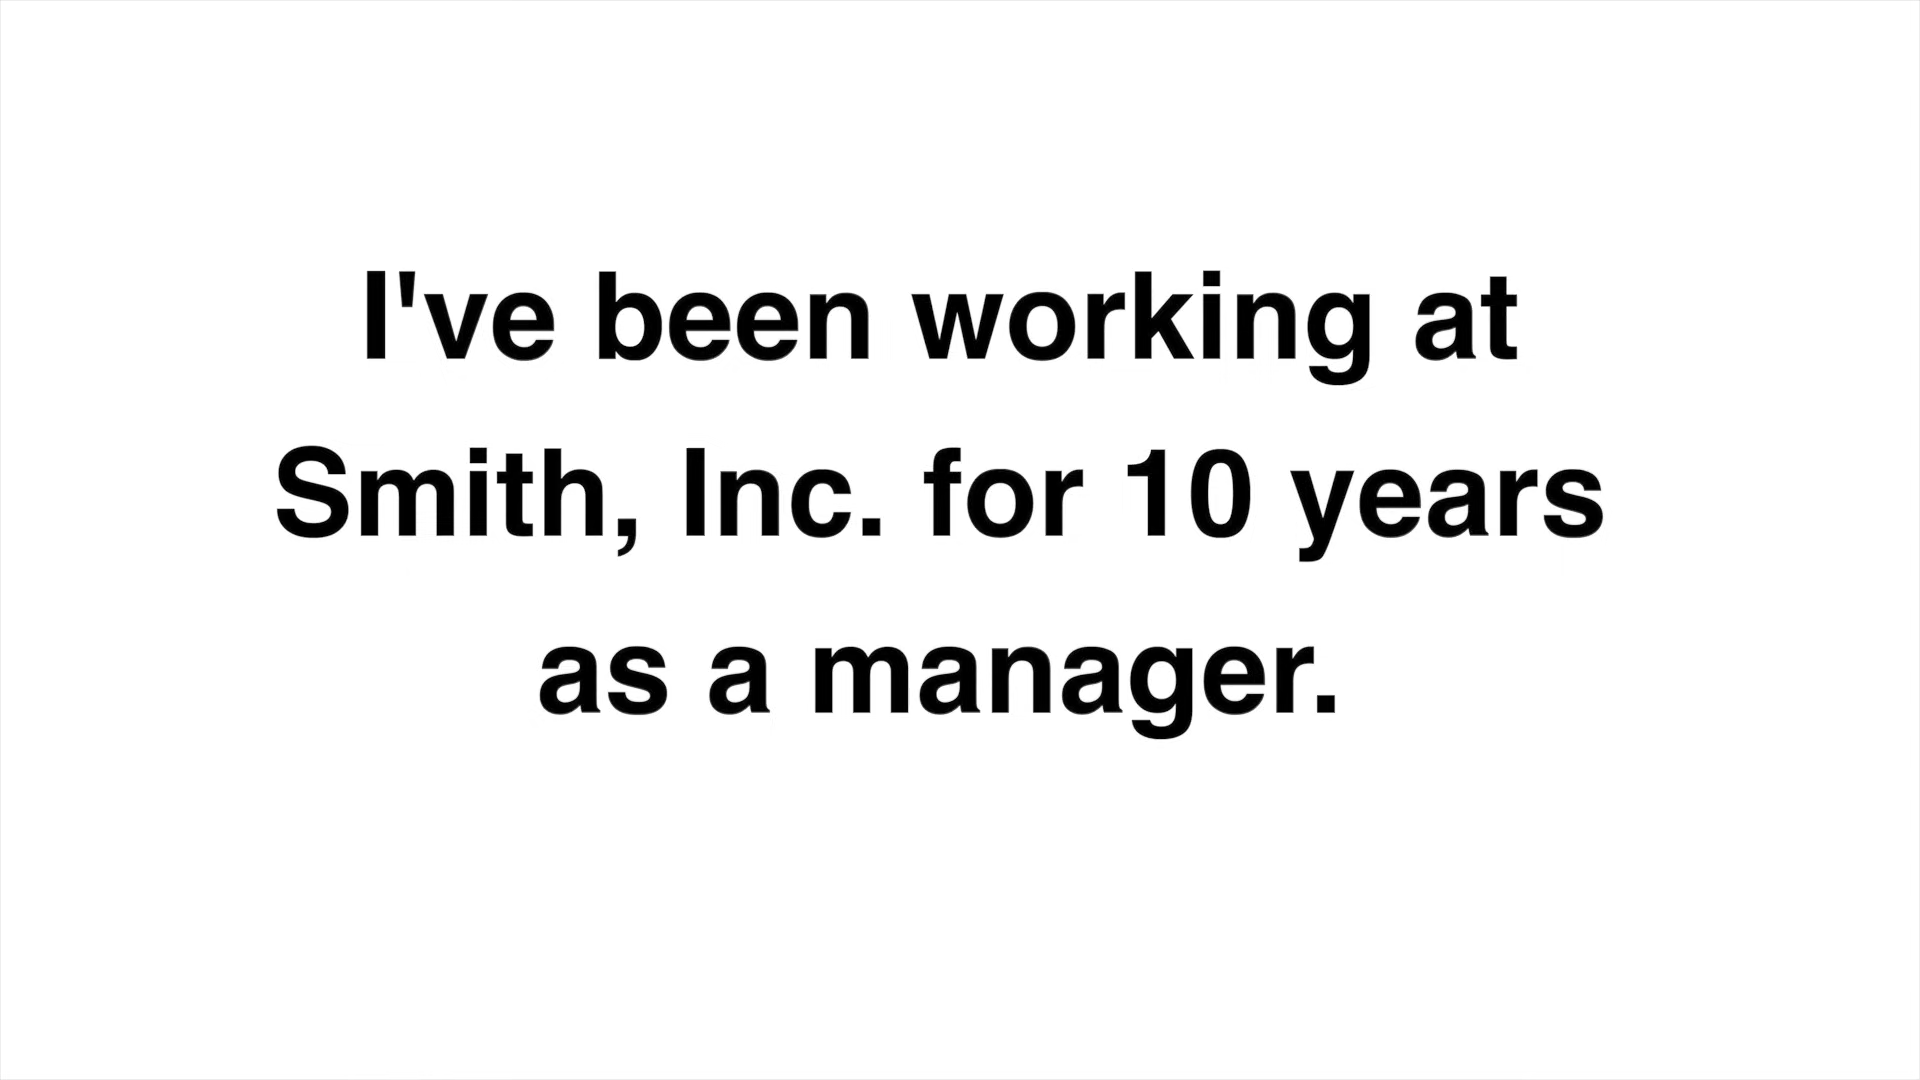 I've been working at
Smith, Inc. for 10 years
as a manager.